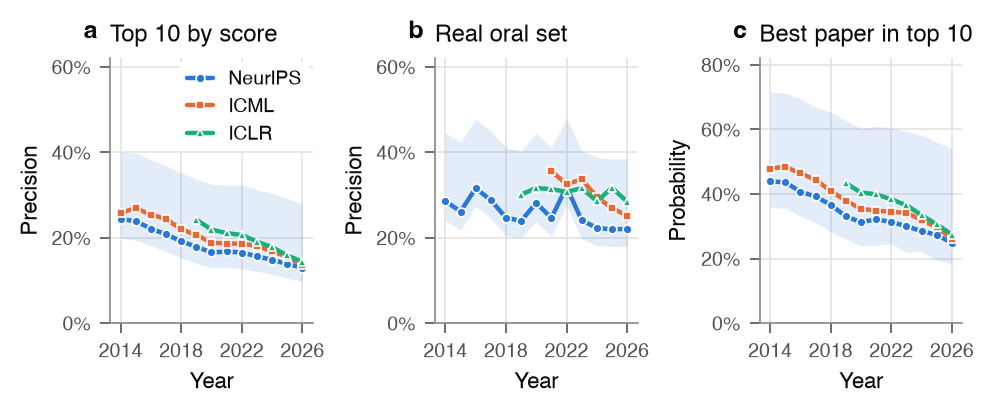 a Top 10 by score
60%
40%
20%
0%
Precision
2014 2018 2022 2026
Year
NeurIPS
ICML
ICLR
b Real oral set
60%
40%
20%
0%
Precision
2014 2018 2022 2026
Year
c Best paper in top 10
80%
60%
40%
20%
0%
Probability
2014 2018 2022 2026
Year